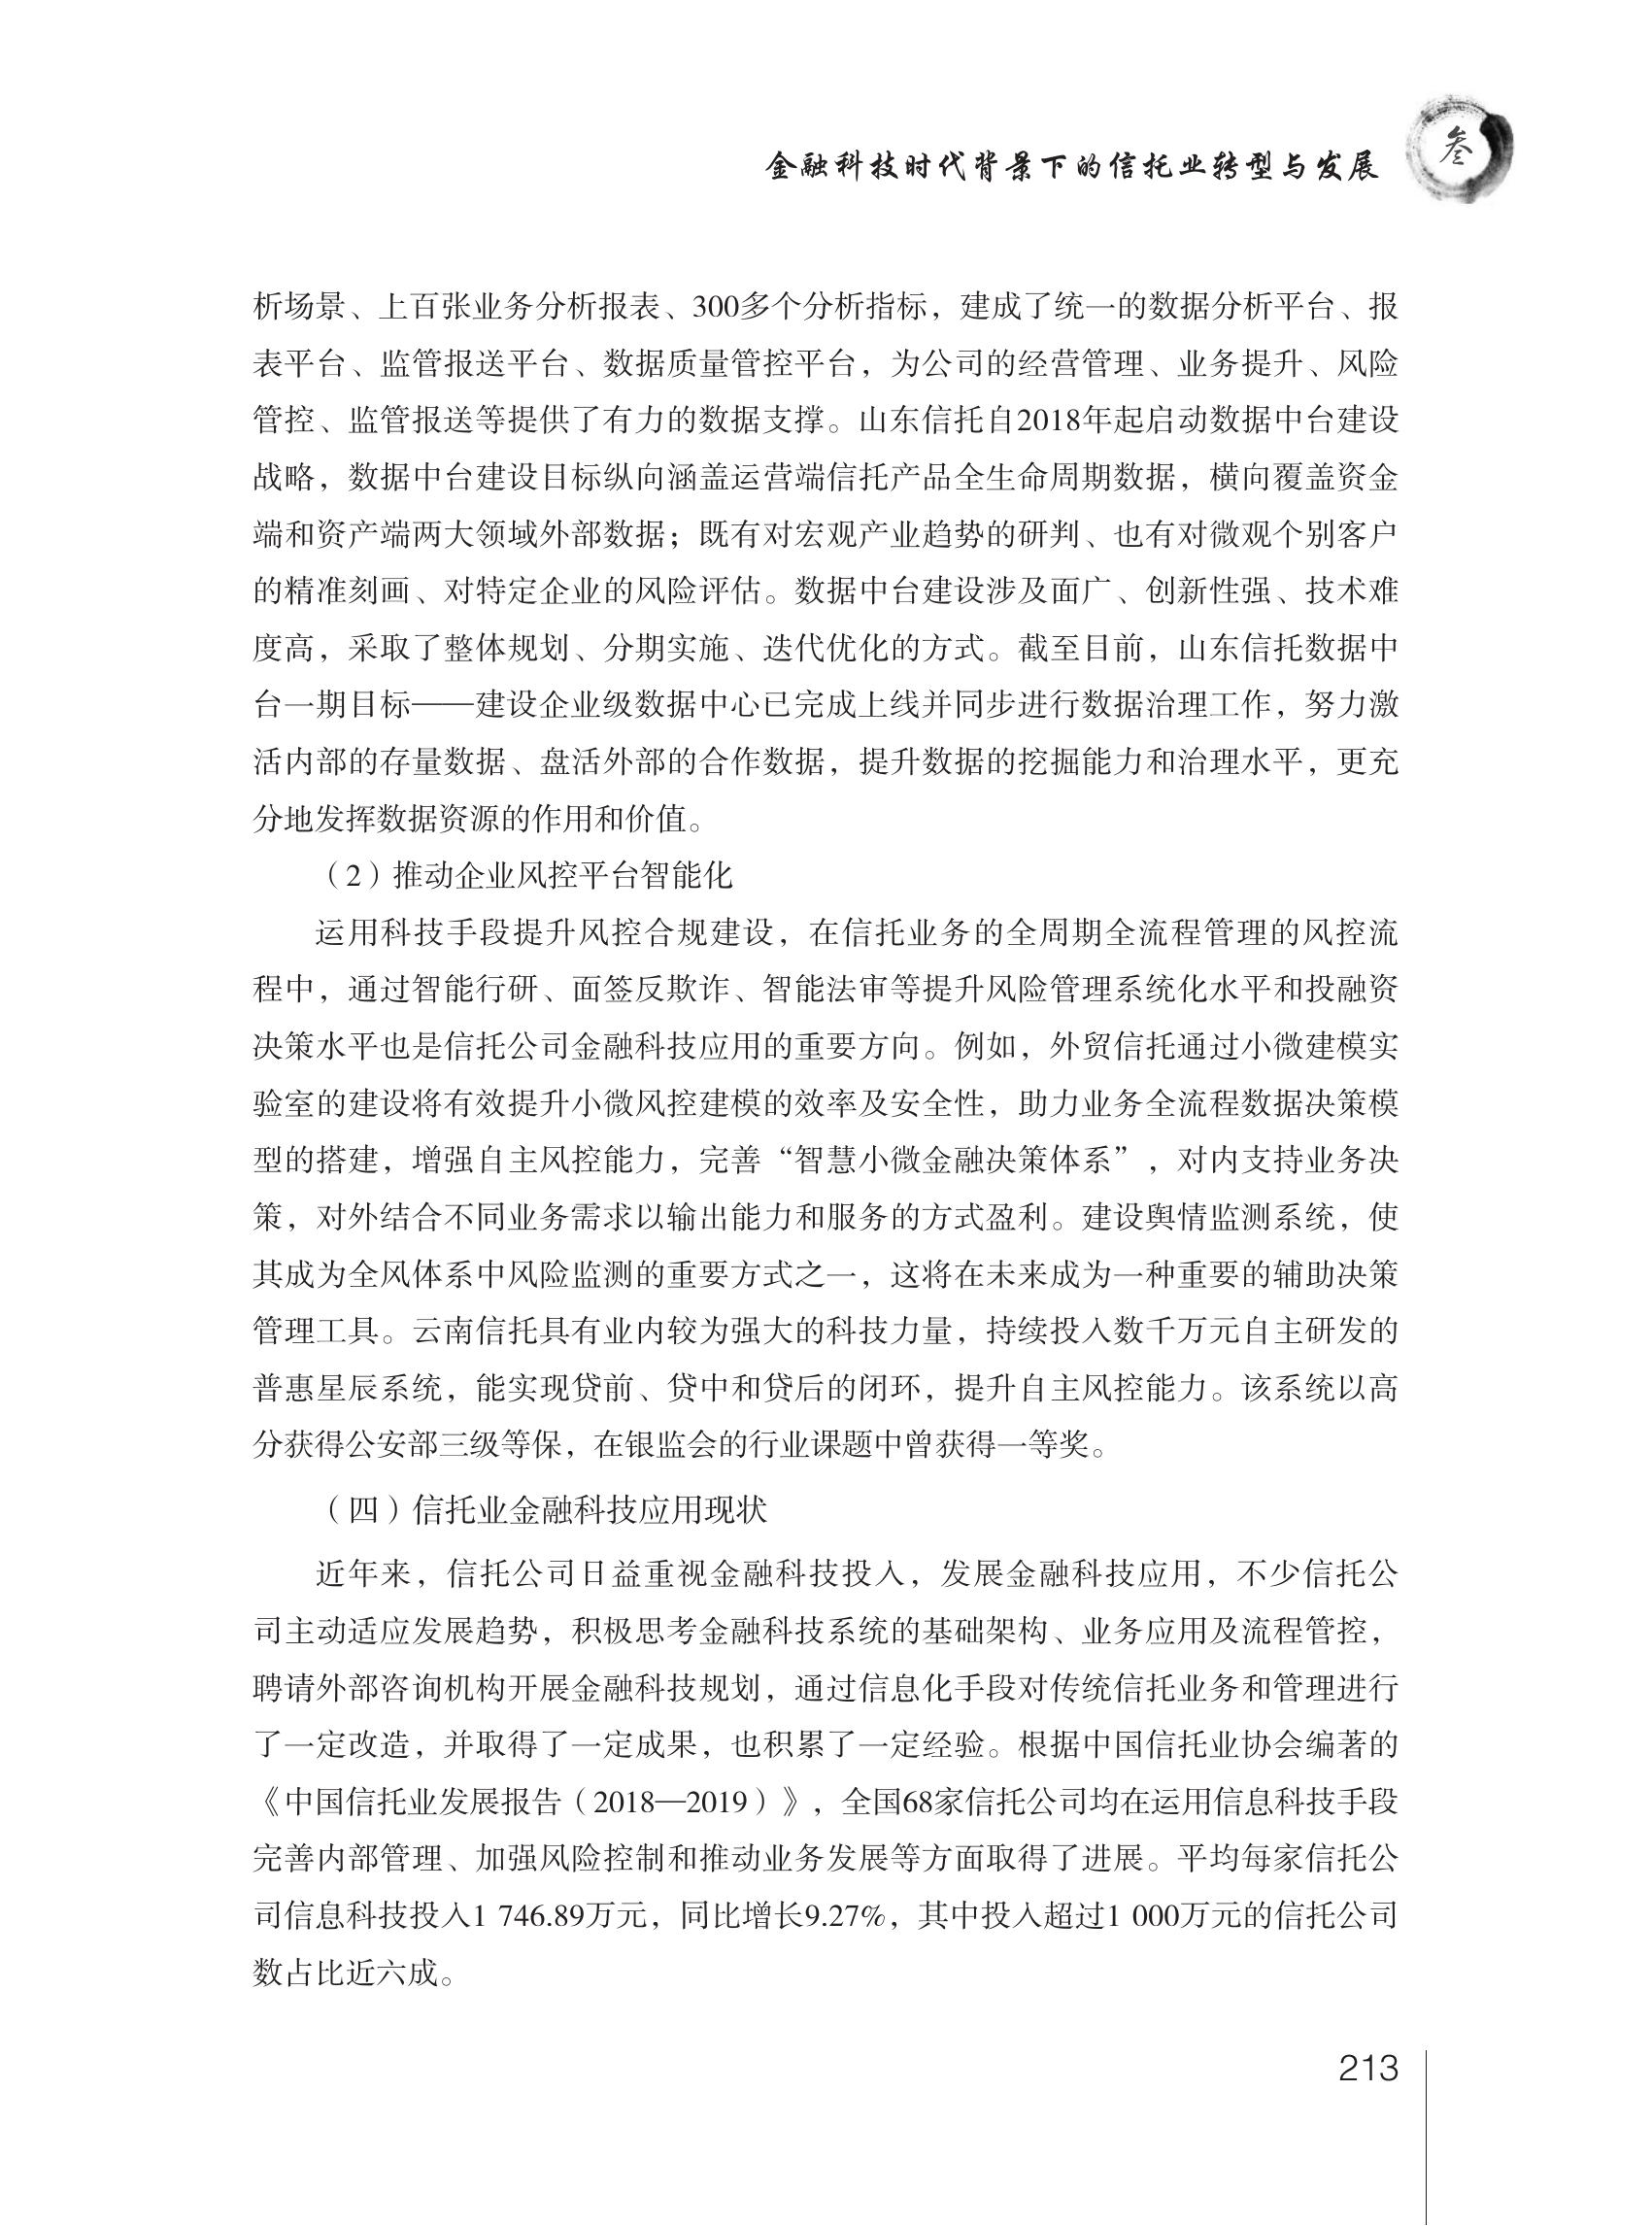 金融科技时代背景下的信托业转型与发展
叁
析场景、上百张业务分析报表、300多个分析指标，建成了统一的数据分析平台、报
表平台、监管报送平台、数据质量管控平台，为公司的经营管理、业务提升、风险
管控、监管报送等提供了有力的数据支撑。山东信托自2018年起启动数据中台建设
战略，数据中台建设目标纵向涵盖运营端信托产品全生命周期数据，横向覆盖资金
端和资产端两大领域外部数据；既有对宏观产业趋势的研判、也有对微观个别客户
的精准刻画、对特定企业的风险评估。数据中台建设涉及面广、创新性强、技术难
度高，采取了整体规划、分期实施、迭代优化的方式。截至目前，山东信托数据中
台一期目标——建设企业级数据中心已完成上线并同步进行数据治理工作，努力激
活内部的存量数据、盘活外部的合作数据，提升数据的挖掘能力和治理水平，更充
分地发挥数据资源的作用和价值。
（2）推动企业风控平台智能化
运用科技手段提升风控合规建设，在信托业务的全周期全流程管理的风控流
程中，通过智能行研、面签反欺诈、智能法审等提升风险管理系统化水平和投融资
决策水平也是信托公司金融科技应用的重要方向。例如，外贸信托通过小微建模实
验室的建设将有效提升小微风控建模的效率及安全性，助力业务全流程数据决策模
型的搭建，增强自主风控能力，完善“智慧小微金融决策体系”，对内支持业务决
策，对外结合不同业务需求以输出能力和服务的方式盈利。建设舆情监测系统，使
其成为全风体系中风险监测的重要方式之一，这将在未来成为一种重要的辅助决策
管理工具。云南信托具有业内较为强大的科技力量，持续投入数千万元自主研发的
普惠星辰系统，能实现贷前、贷中和贷后的闭环，提升自主风控能力。该系统以高
分获得公安部三级等保，在银监会的行业课题中曾获得一等奖。
（四）信托业金融科技应用现状
近年来，信托公司日益重视金融科技投入，发展金融科技应用，不少信托公
司主动适应发展趋势，积极思考金融科技系统的基础架构、业务应用及流程管控，
聘请外部咨询机构开展金融科技规划，通过信息化手段对传统信托业务和管理进行
了一定改造，并取得了一定成果，也积累了一定经验。根据中国信托业协会编著的
《中国信托业发展报告（2018—2019）》，全国68家信托公司均在运用信息科技手段
完善内部管理、加强风险控制和推动业务发展等方面取得了进展。平均每家信托公
司信息科技投入1 746.89万元，同比增长9.27%，其中投入超过1 000万元的信托公司
数占比近六成。
213